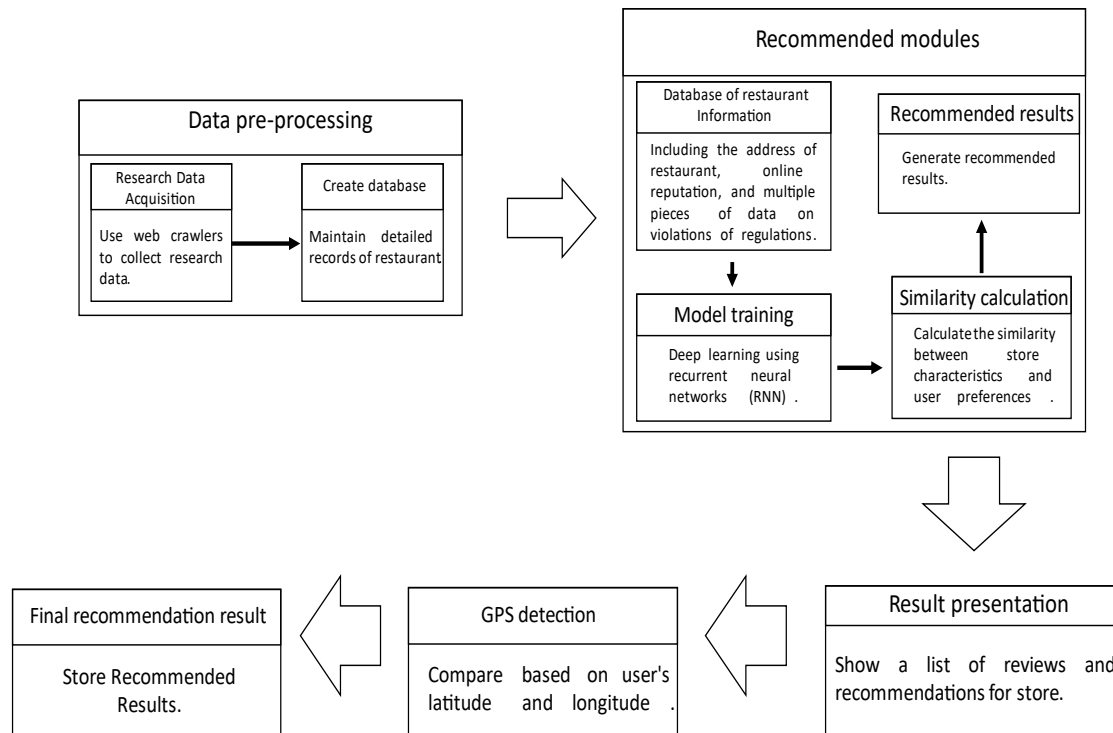 Data pre-processing
Research Data
Acquisition
Use web crawlers
to collect research
data.
Create database
Maintain detailed
records of restaurant
Recommended modules
Database of restaurant
Information
Including the address of
restaurant, online
reputation, and multiple
pieces of data on
violations of regulations.
Model training
Deep learning using
recurrent neural
networks (RNN) .
Similarity calculation
Calculate the similarity
between store
characteristics and
user preferences .
Recommended results
Generate recommended
results.
Result presentation
Show a list of reviews and
recommendations for store.
GPS detection
Compare based on user's
latitude and longitude .
Final recommendation result
Store Recommended
Results.